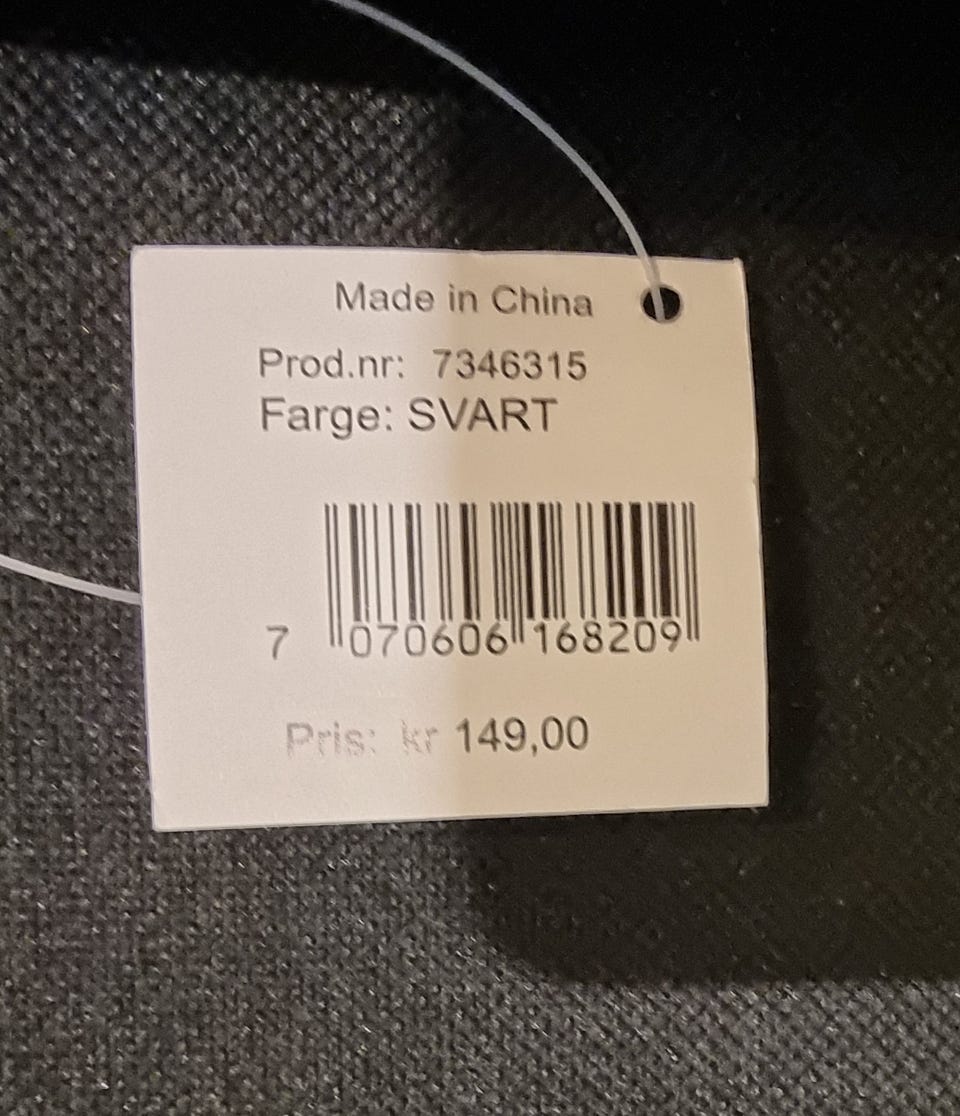 Made in China
Prod.nr: 7346315
Farge: SVART
7 070606 168209
Pris: kr 149,00